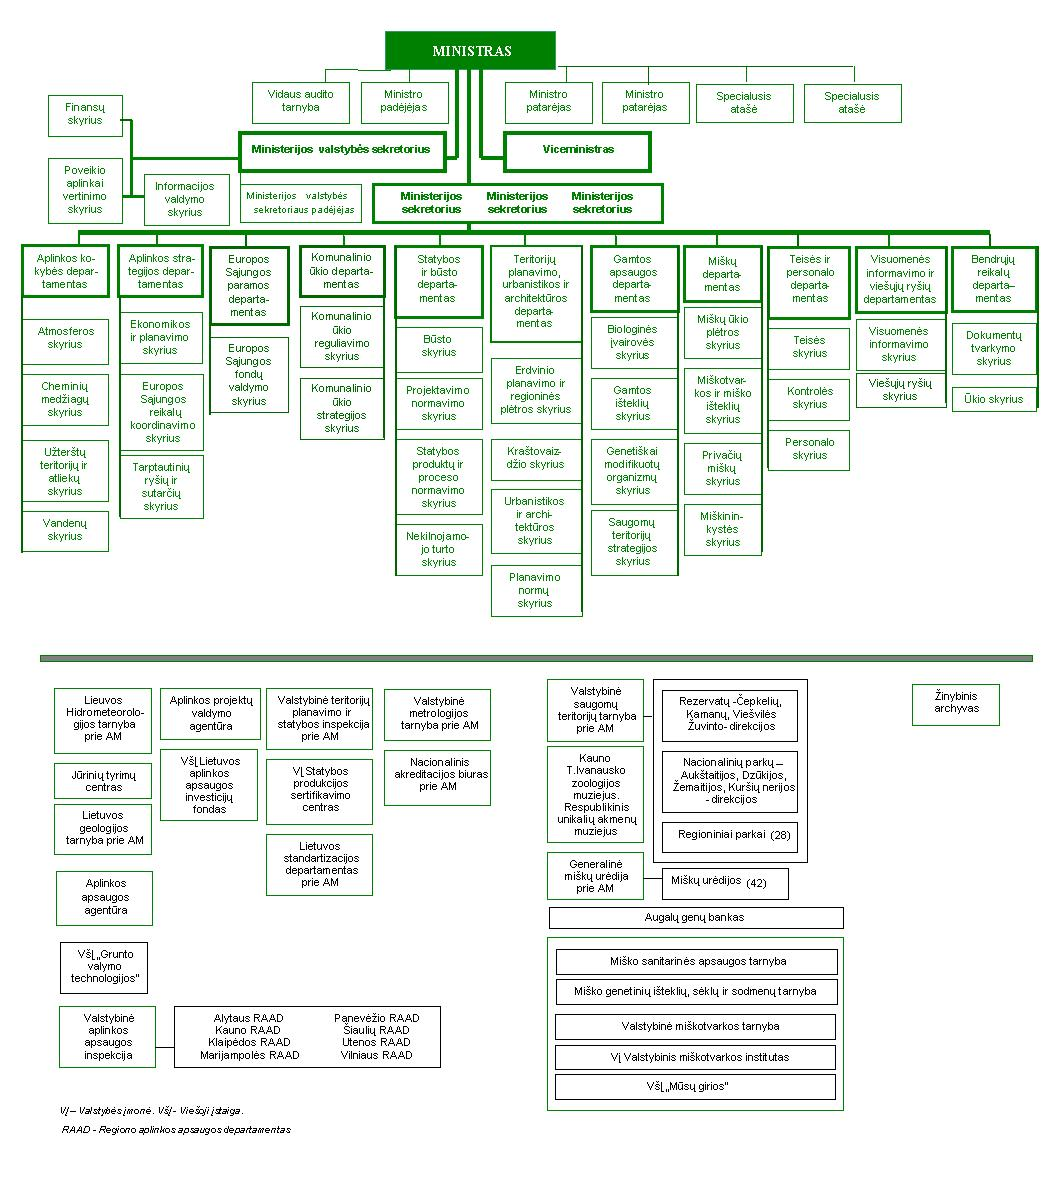 MINISTRAS
Vidaus audito
tarnyba
Ministro
padėjėjas
Ministro
patarėjas
Ministro
patarėjas
Specialusis
atašė
Specialusis
atašė
Finansų
skyrius
Ministerijos valstybės sekretorius
Viceministras
Poveikio
aplinkai
vertinimo
skyrius
Informacijos
valdymo
skyrius
Ministerijos valstybės
sekretoriaus padėjėjas
Ministerijos
sekretorius
Ministerijos
sekretorius
Ministerijos
sekretorius
Aplinkos ko-
kybės depar-
tamentas
Atmosferos
skyrius
Cheminių
medžiagų
skyrius
Užterštų
teritorijų ir
atliekų
skyrius
Vandenų
skyrius
Aplinkos stra-
tegijos depar-
tamentas
Ekonomikos
ir planavimo
skyrius
Europos
Sąjungos
reikalų
koordinavimo
skyrius
Tarptautinių
ryšių ir
sutarčių
skyrius
Europos
Sąjungos
paramos
departa-
mentas
Europos
Sąjungos
fondų
valdymo
skyrius
Komunalinio
ūkio departa-
mentas
Komunalinio
ūkio
reguliavimo
skyrius
Komunalinio
ūkio
strategijos
skyrius
Statybos
ir būsto
departa-
mentas
Būsto
skyrius
Projektavimo
normavimo
skyrius
Statybos
produktų ir
proceso
normavimo
skyrius
Nekilnojamo-
jo turto
skyrius
Teritorijų
planavimo,
urbanistikos ir
architektūros
departa-
mentas
Erdvinio
planavimo ir
regioninės
plėtros skyrius
Kraštovaiz-
džio skyrius
Urbanistikos
ir archi-
tektūros
skyrius
Planavimo
normų
skyrius
Gamtos
apsaugos
departa-
mentas
Biologinės
įvairovės
skyrius
Gamtos
išteklių
skyrius
Genetiškai
modifikuotų
organizmų
skyrius
Saugomų
teritorijų
strategijos
skyrius
Miškų
departa-
mentas
Miškų ūkio
plėtros
skyrius
Miškotvar-
kos ir miško
išteklių
skyrius
Privačių
miškų
skyrius
Miškinin-
kystės
skyrius
Teisės ir
personalo
departa-
mentas
Teisės
skyrius
Kontrolės
skyrius
Personalo
skyrius
Visuomenės
informavimo ir
viešųjų ryšių
departamentas
Visuomenės
informavimo
skyrius
Viešųjų ryšių
skyrius
Bendrųjų
reikalų
departa–
mentas
Dokumentų
tvarkymo
skyrius
Ūkio skyrius
Lieuvos
Hidrometeorolo-
gijos tarnyba
prie AM
Jūrinių tyrimų
centras
Lietuvos
geologijos
tarnyba prie AM
Aplinkos
apsaugos
agentūra
VšĮ „Grunto
valymo
technologijos"
Valstybinė
aplinkos
apsaugos
inspekcija
Alytaus RAAD
Kauno RAAD
Klaipėdos RAAD
Marijampolės RAAD
Panevėžio RAAD
Šiaulių RAAD
Utenos RAAD
Vilniaus RAAD
Aplinkos projektų
valdymo
agentūra
VšĮ Lietuvos
aplinkos
apsaugos
investicijų
fondas
Valstybinė teritorijų
planavimo ir
statybos inspekcija
prie AM
VĮ Statybos
produkcijos
sertifikavimo
centras
Lietuvos
standartizacijos
departamentas
prie AM
Valstybinė
metrologijos
tarnyba prie AM
Nacionalinis
akreditacijos biuras
prie AM
Valstybinė
saugomų
teritorijų tarnyba
prie AM
Rezervatų -Čepkelių,
Kamanų, Viešvilės
Žuvinto- direkcijos
Nacionalinių parkų –
Aukštaitijos, Dzūkijos,
Žemaitijos, Kuršių nerijos
- direkcijos
Regioniniai parkai (28)
Kauno
T.Ivanausko
zoologijos
muziejus.
Respublikinis
unikalių akmenų
muziejus
Generalinė
miškų urėdija
prie AM
Miškų urėdijos (42)
Augalų genų bankas
Miško sanitarinės apsaugos tarnyba
Miško genetinių išteklių, sėklų ir sodmenų tarnyba
Valstybinė miškotvarkos tarnyba
VĮ Valstybinis miškotvarkos institutas
VšĮ „Mūsų girios"
Žinybinis
archyvas
VĮ – Valstybės įmonė. VšĮ - Viešoji įstaiga.
RAAD - Regiono aplinkos apsaugos departamentas